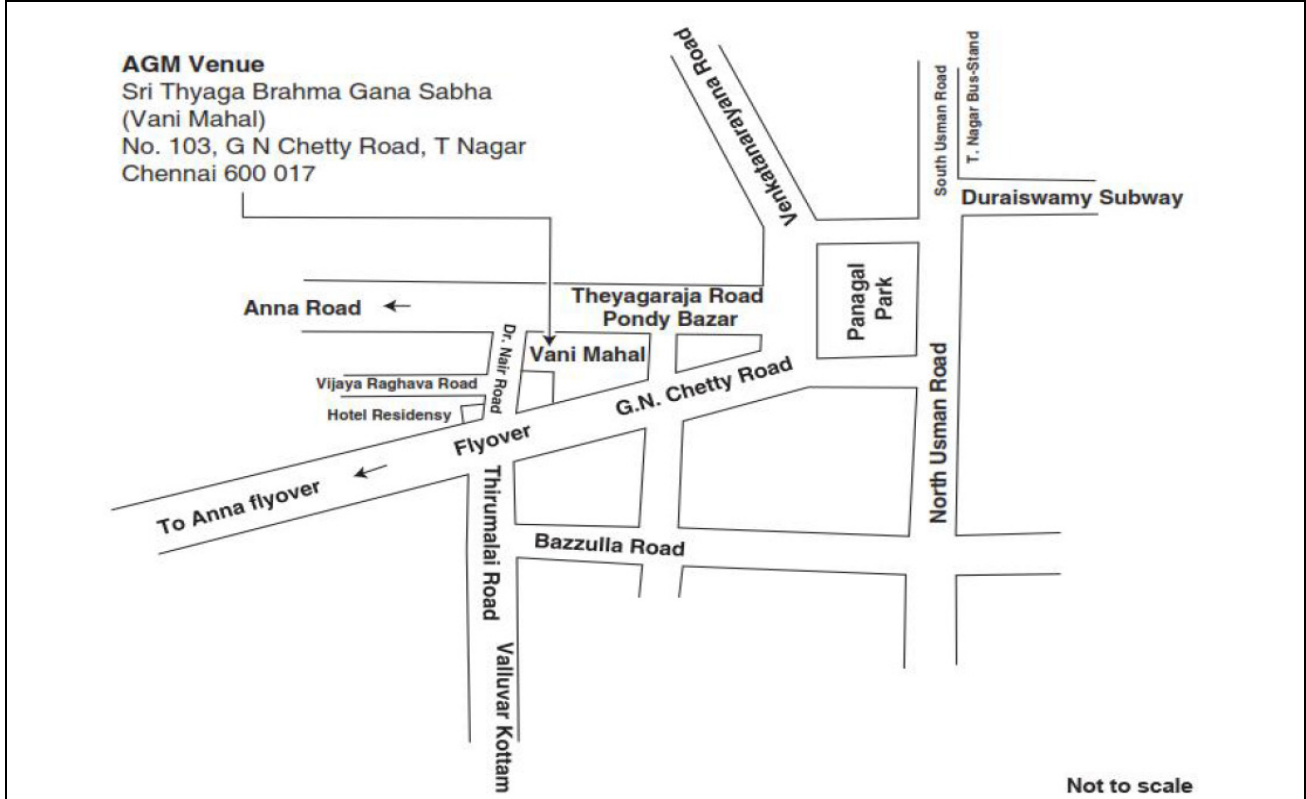 AGM Venue
Sri Thyaga Brahma Gana Sabha
(Vani Mahal)
No. 103, G N Chetty Road, T Nagar
Chennai 600 017
Venkatanarayana Road
South Usman Road
T. Nagar Bus-Stand
Duraiswamy Subway
Panagal
Park
Theyagaraja Road
Pondy Bazar
Anna Road
Dr. Nair Road
Vani Mahal
Vijaya Raghava Road
Hotel Residensy
G.N. Chetty Road
Flyover
To Anna flyover
North Usman Road
Thirumalai Road
Bazzulla Road
Valluvar Kottam
Not to scale